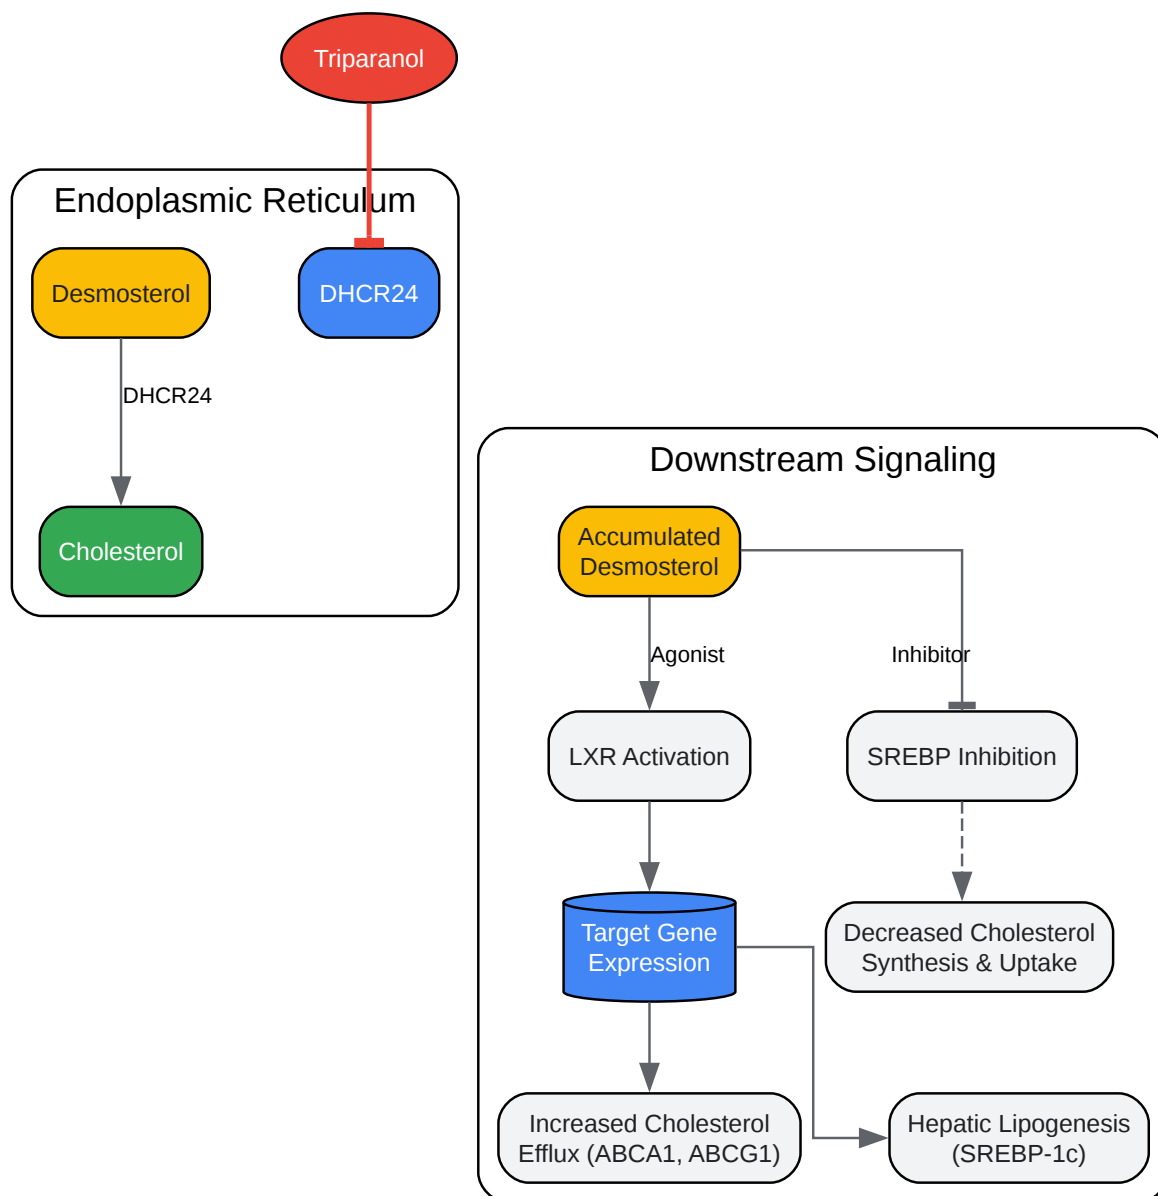 Triparanol
Endoplasmic Reticulum
Desmosterol
DHCR24
DHCR24
Cholesterol
Downstream Signaling
Accumulated
Desmosterol
Agonist
Inhibitor
LXR Activation
SREBP Inhibition
Target Gene
Expression
Decreased Cholesterol
Synthesis & Uptake
Increased Cholesterol
Efflux (ABCA1, ABCG1)
Hepatic Lipogenesis
(SREBP-1c)